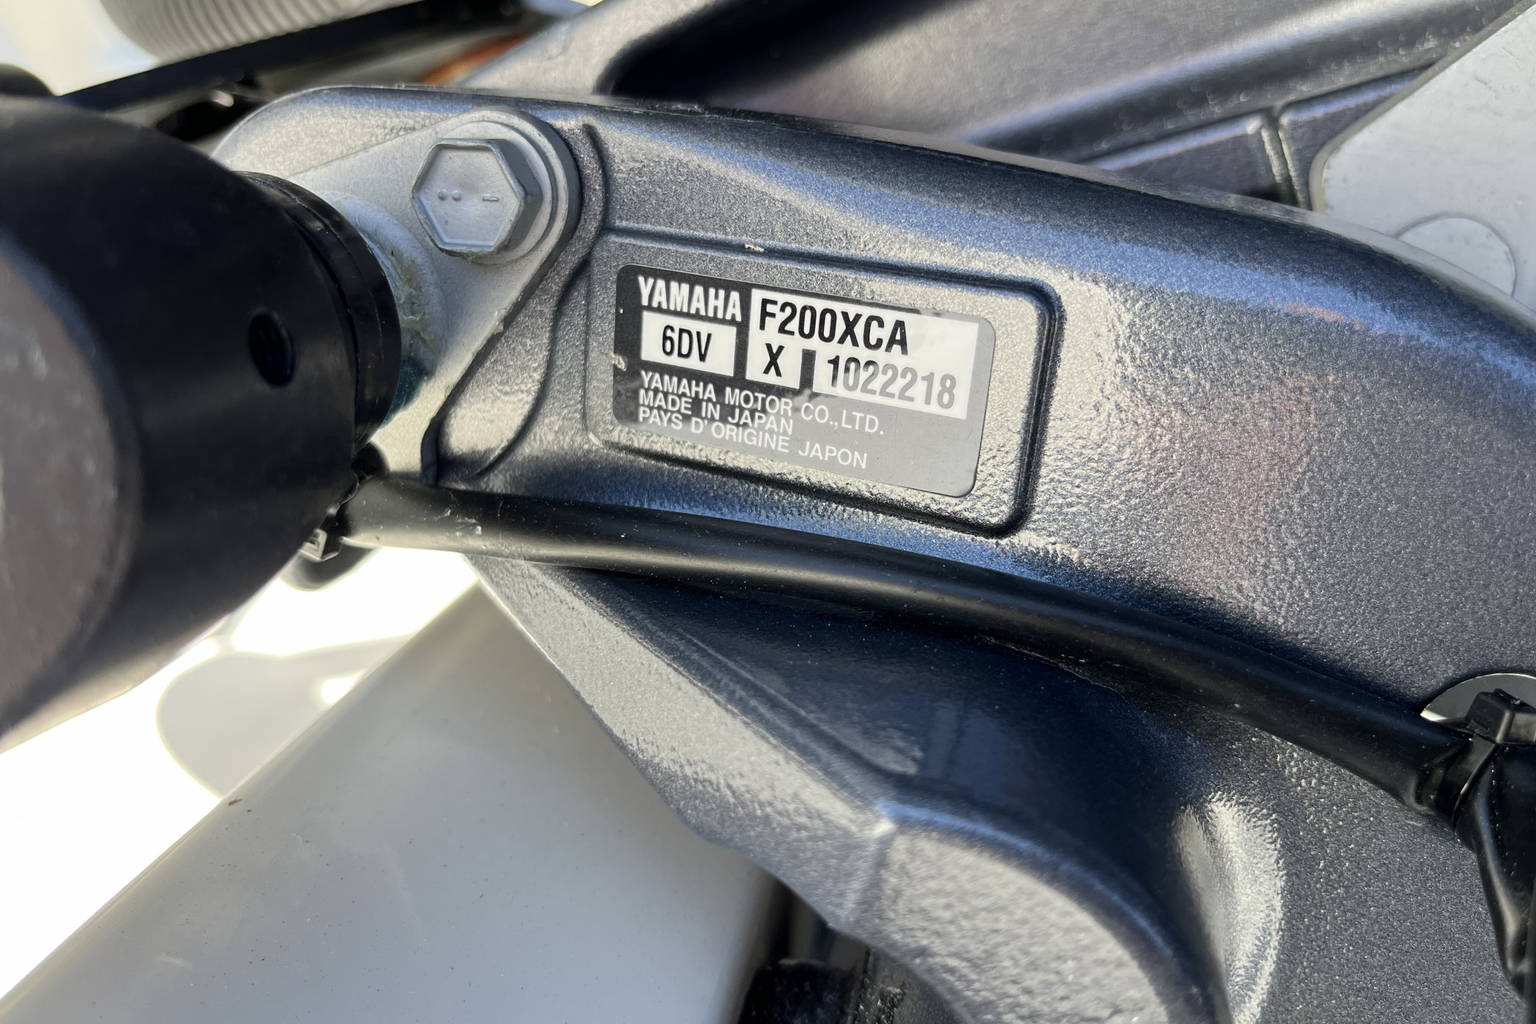 YAMAHA F200XCA
6DV X 1022218
YAMAHA MOTOR CO.,LTD.
MADE IN JAPAN
PAYS D'ORIGINE JAPON